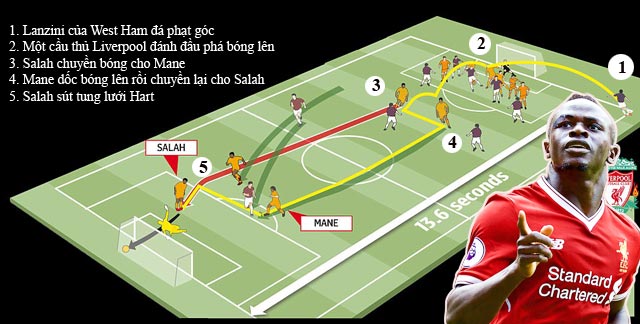 1. Lanzini của West Ham đá phạt góc
2. Một cầu thủ Liverpool đánh đầu phá bóng lên
3. Salah chuyền bóng cho Mane
4. Mane dốc bóng lên rồi chuyền lại cho Salah
5. Salah sút tung lưới Hart
2
1
3
4
SALAH
5
MANE
13.6 seconds
LIVERPOOL
Standard
Chartered